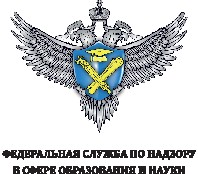 ФЕДЕРАЛЬНАЯ СЛУЖБА ПО НАДЗОРУ
В СФЕРЕ ОБРАЗОВАНИЯ И НАУКИ